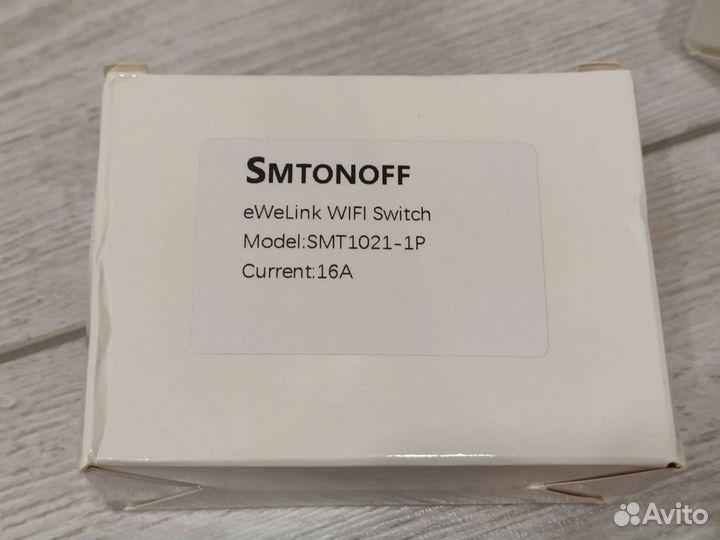 SMTONOFF
eWeLink WIFI Switch
Model:SMT1021-1P
Current:16A
Avito